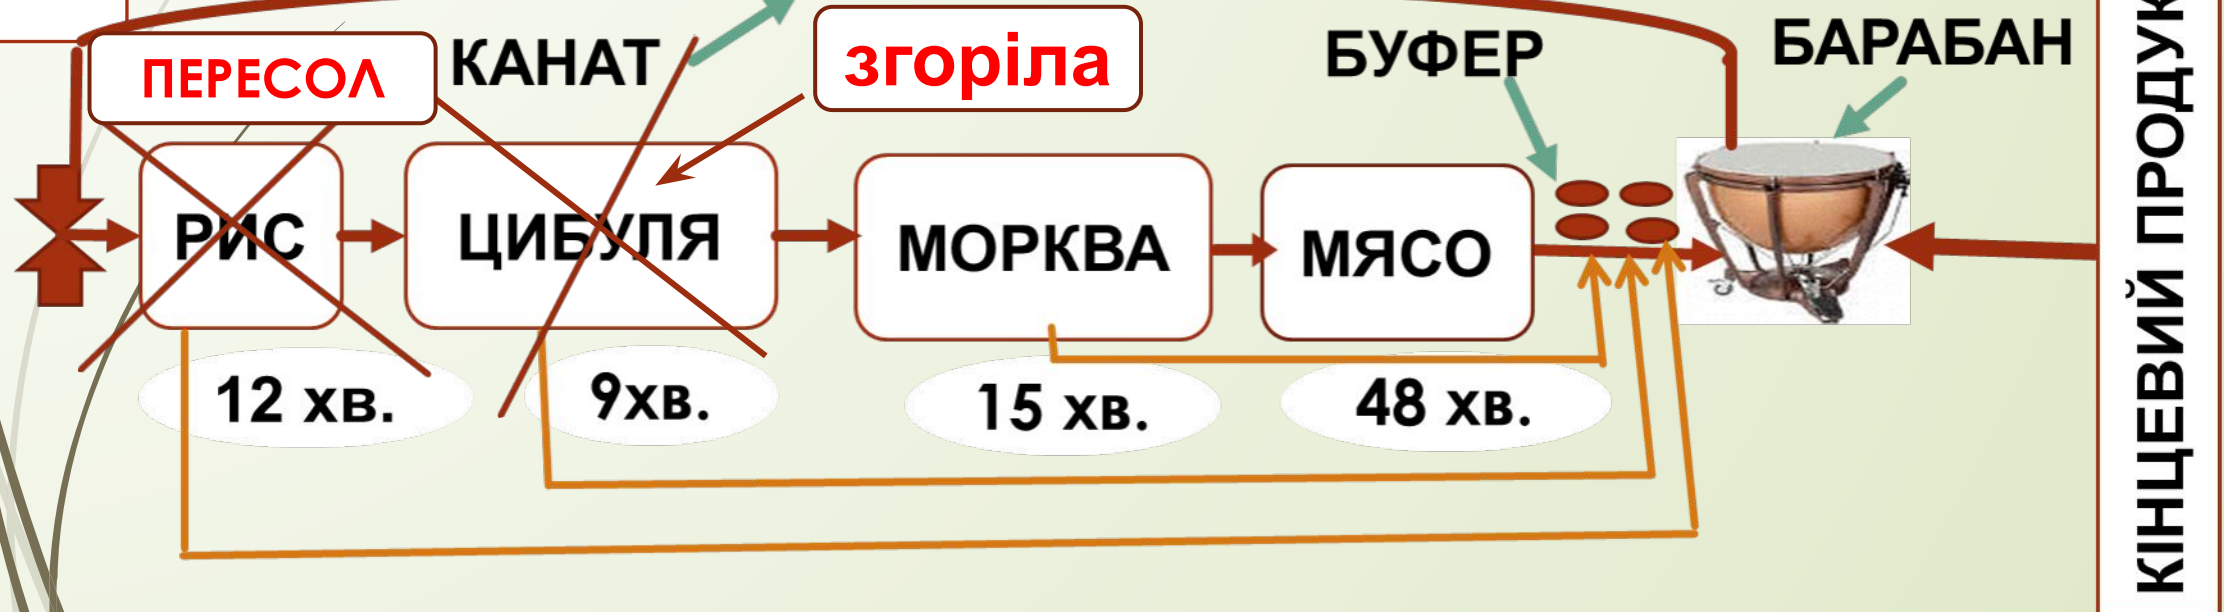 ПЕРЕСОЛ
КАНАТ
згоріла
БУФЕР
БАРАБАН
РИС
ЦИБУЛЯ
МОРКВА
МЯСО
12 хв.
9хв.
15 хв.
48 хв.
КІНЦЕВИЙ ПРОДУК